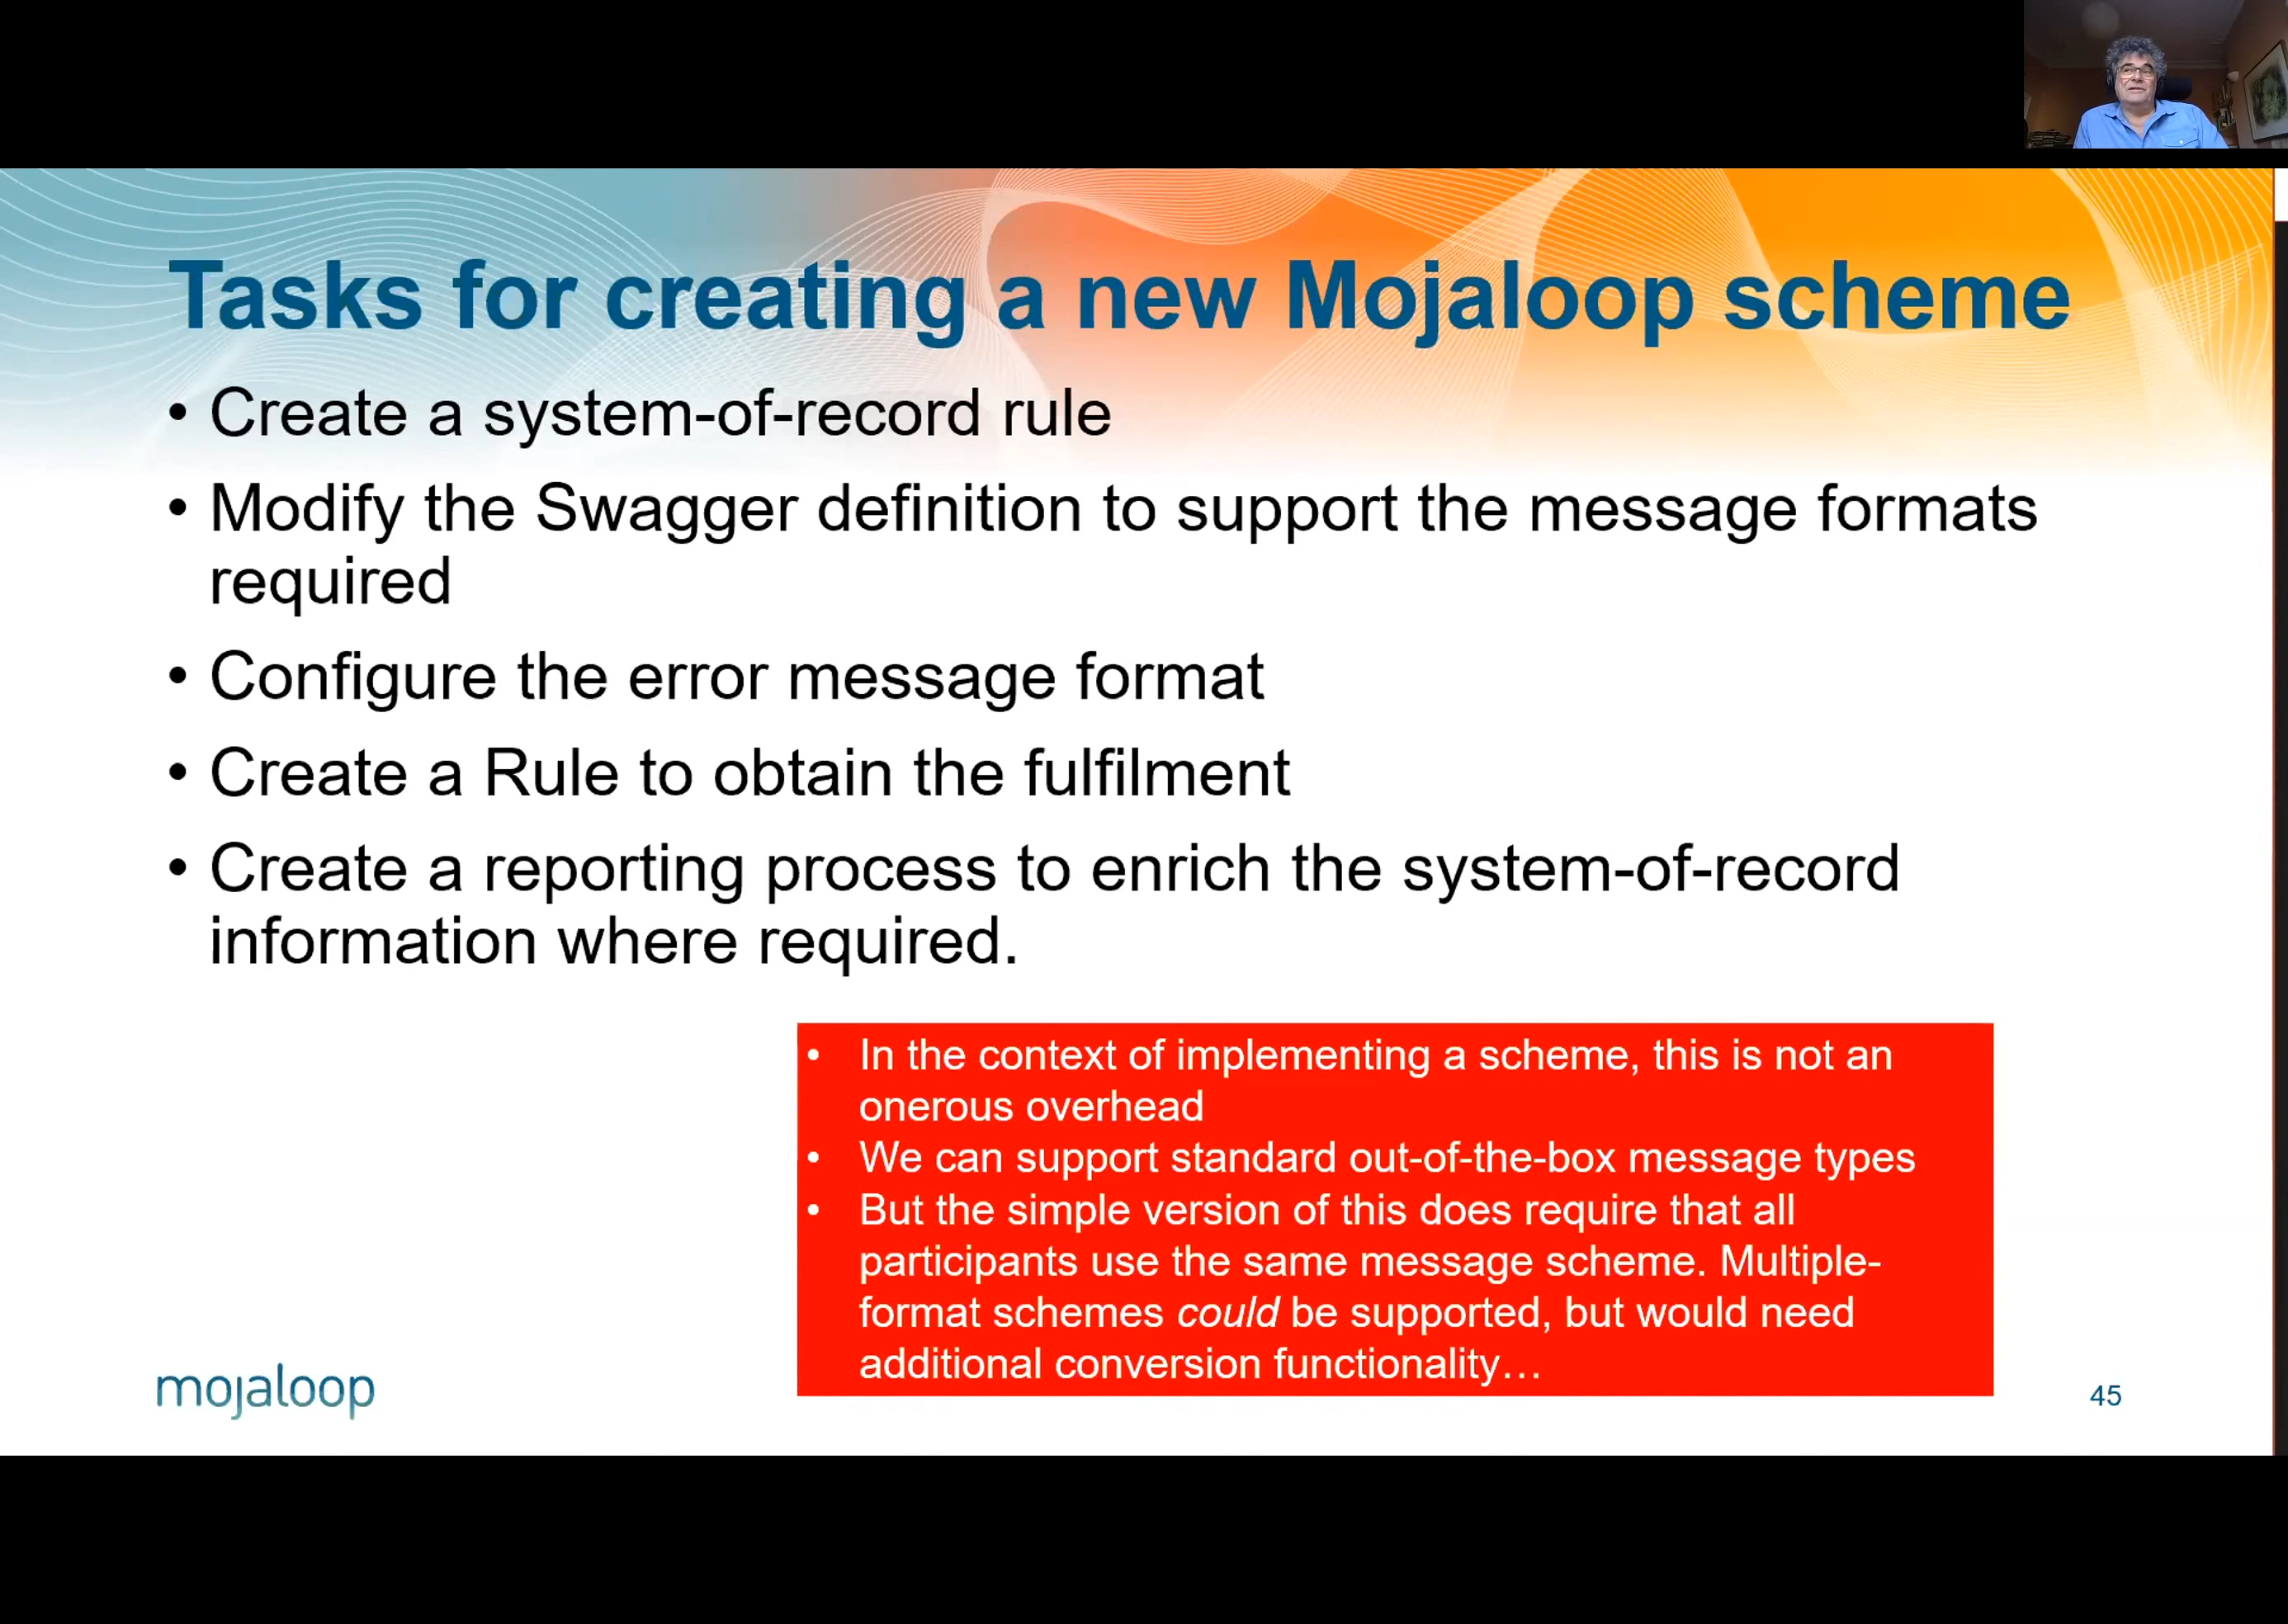 Tasks for creating a new Mojaloop scheme
• Create a system-of-record rule
• Modify the Swagger definition to support the message formats
required
• Configure the error message format
• Create a Rule to obtain the fulfilment
• Create a reporting process to enrich the system-of-record
information where required.
• In the context of implementing a scheme, this is not an
onerous overhead
• We can support standard out-of-the-box message types
• But the simple version of this does require that all
participants use the same message scheme. Multiple-
format schemes could be supported, but would need
additional conversion functionality…
mojaloop
45